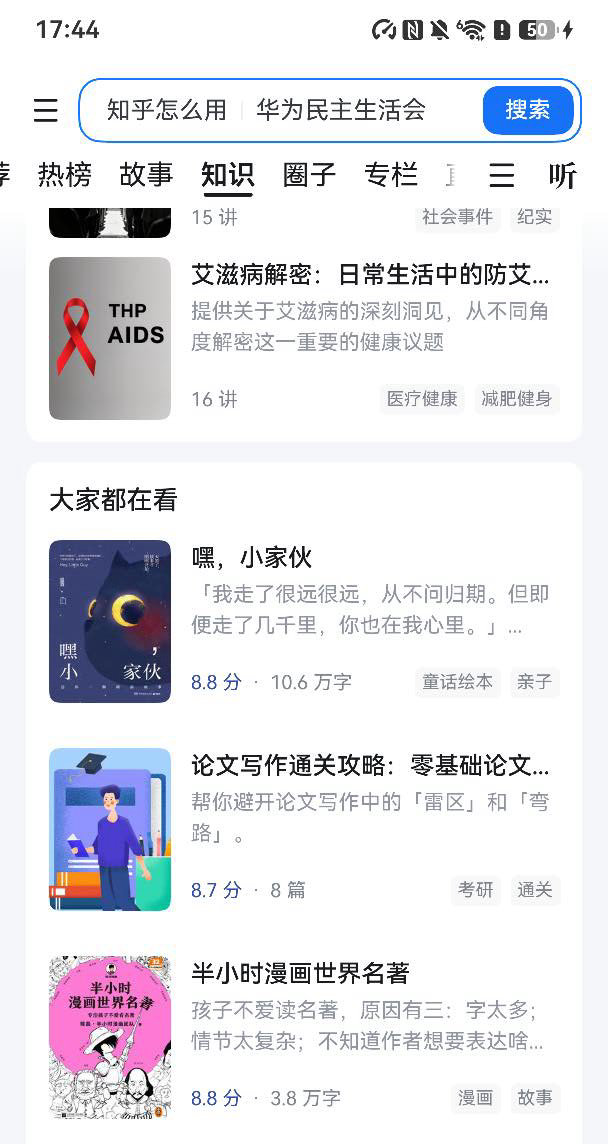 17:44
50
知乎怎么用 华为民主生活会 搜索
热榜 故事 知识 圈子 专栏 听
15 讲 社会事件 纪实
艾滋病解密：日常生活中的防艾...
THP
AIDS
提供关于艾滋病的深刻洞见，从不同角
度解密这一重要的健康议题
16 讲 医疗健康 减肥健身
大家都在看
嘿，小家伙
「我走了很远很远，从不问归期。但即
便走了几千里，你也在我心里。」...
嘿，
小 家伙
8.8 分 · 10.6 万字 童话绘本 亲子
论文写作通关攻略：零基础论文...
帮你避开论文写作中的「雷区」和「弯
路」。
8.7 分 · 8 篇 考研 通关
半小时漫画世界名著
半小时
漫画世界名著
孩子不爱读名著，原因有三：字太多；
情节太复杂；不知道作者想要表达啥...
8.8 分 · 3.8 万字 漫画 故事